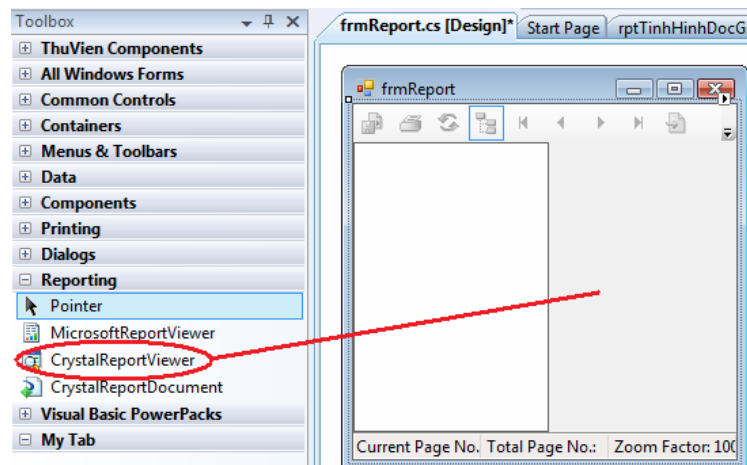 Toolbox
ThuVien Components
All Windows Forms
Common Controls
Containers
Menus & Toolbars
Data
Components
Printing
Dialogs
Reporting
Pointer
MicrosoftReportViewer
CrystalReportViewer
CrystalReportDocument
Visual Basic PowerPacks
My Tab
frmReport.cs [Design]* Start Page rptTinhHinhDocG
frmReport
Current Page No. Total Page No.: Zoom Factor: 100